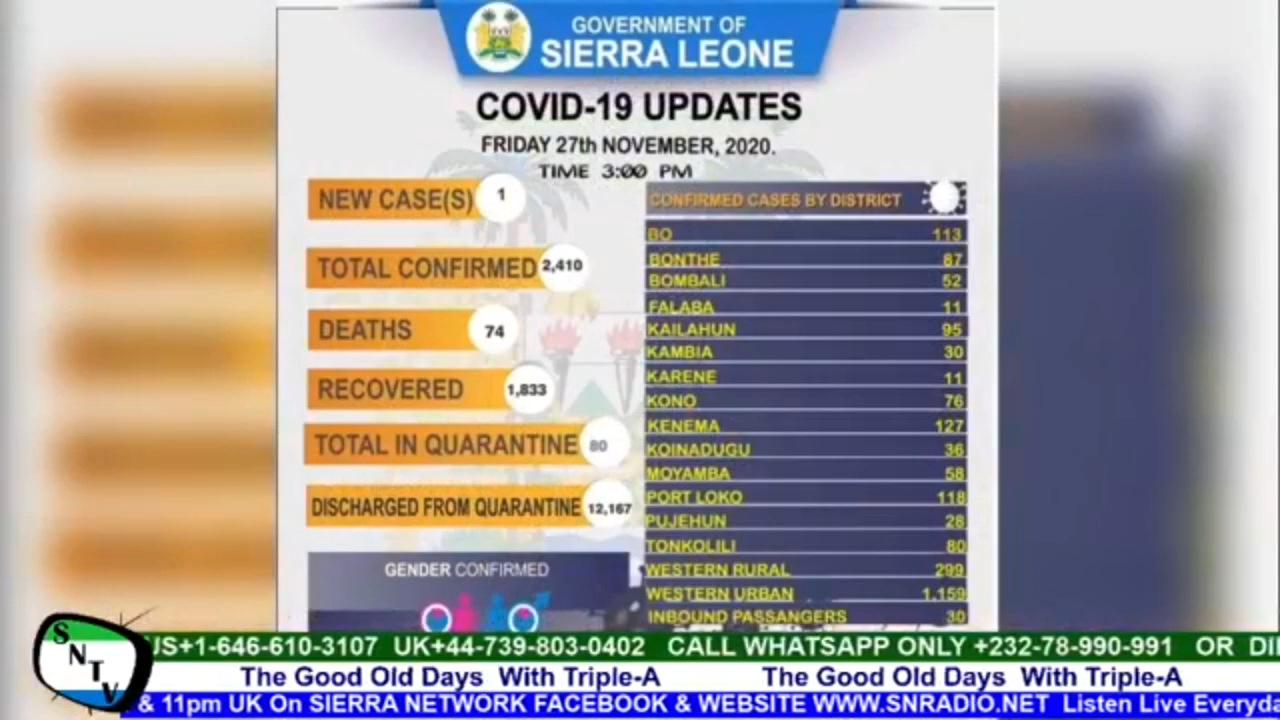 GOVERNMENT OF
SIERRA LEONE
COVID-19 UPDATES
FRIDAY 27th NOVEMBER, 2020.
TIME 3:00 PM
NEW CASE(S) 1
TOTAL CONFIRMED 2,410
DEATHS 74
RECOVERED 1,833
TOTAL IN QUARANTINE 80
DISCHARGED FROM QUARANTINE 12,167
GENDER CONFIRMED
CONFIRMED CASES BY DISTRICT
BO 113
BONTHE 87
BOMBALI 52
FALABA 11
KAILAHUN 95
KAMBIA 30
KARENE 11
KONO 76
KENEMA 127
KOINADUGU 36
MOYAMBA 58
PORT LOKO 118
PUJEHUN 28
TONKOLILI 80
WESTERN RURAL 299
WESTERN URBAN 1,159
INBOUND PASSANGERS 30
SNTV
US+1-646-610-3107 UK+44-739-803-0402 CALL WHATSAPP ONLY +232-78-990-991 OR DI
The Good Old Days With Triple-A The Good Old Days With Triple-A
& 11pm UK On SIERRA NETWORK FACEBOOK & WEBSITE WWW.SNRADIO.NET Listen Live Everyda